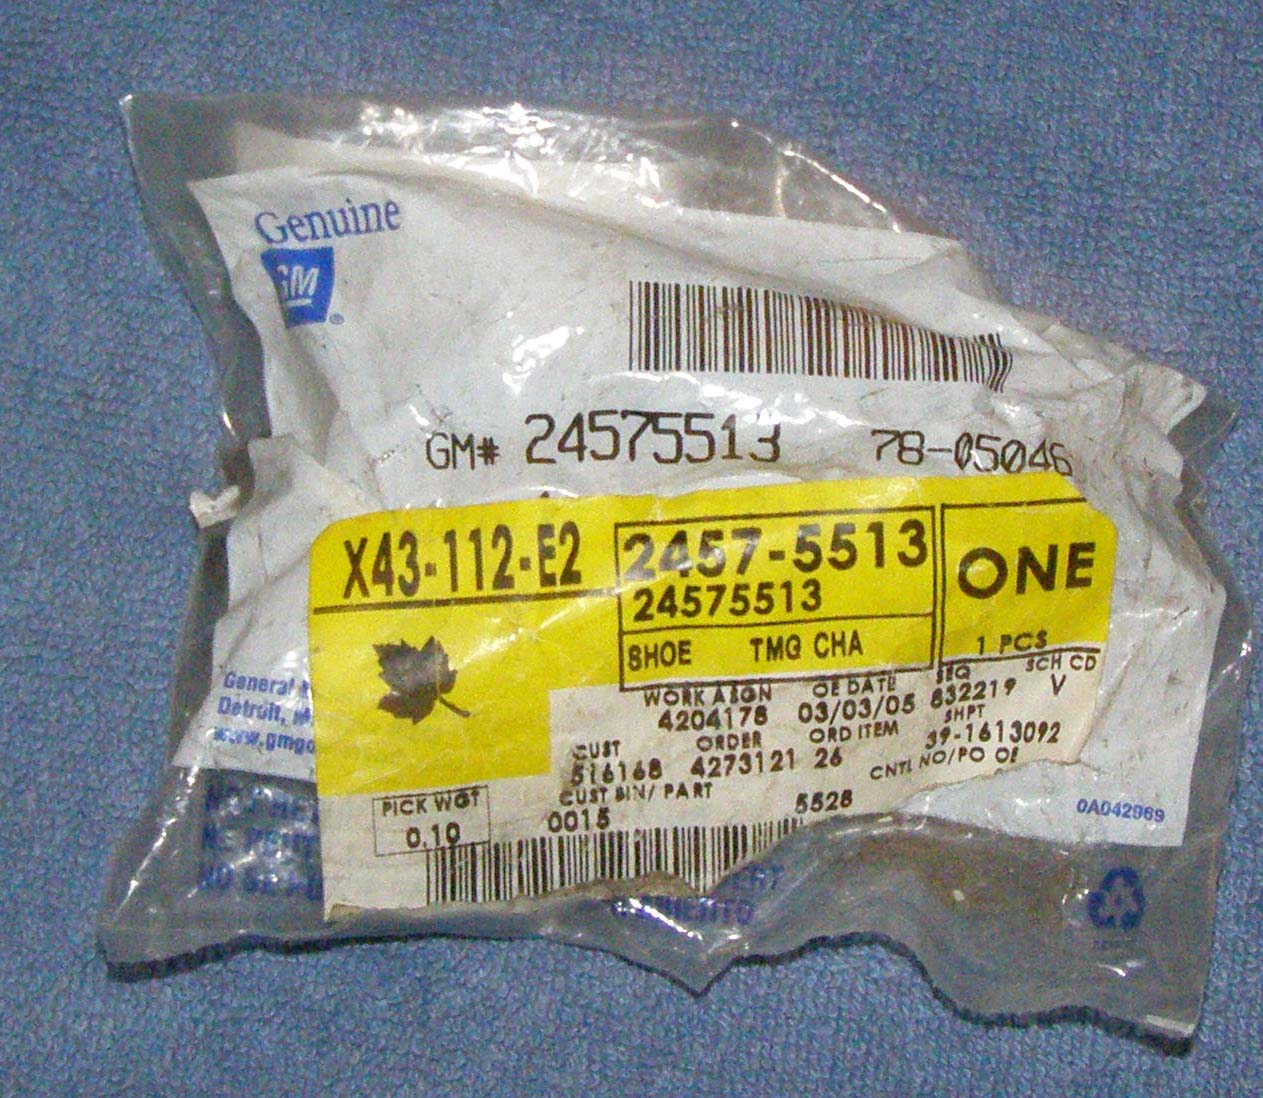 Genuine
GM
GM# 24575513 78-05046
X43-112-E2
2457-5513
24575513
ONE
SHOE TMG CHA
1 PCS
WORK ASGN OE DATE SEQ SCH CD
4204178 03/03/05 832219 V
CUST ORDER ORD ITEM SHPT
516168 4273121 26 39-1613092
CUST BIN/ PART CNTL NO/PO OE
0015 5528
PICK WGT
0.10
General
Detroit,
www.gmgo
0A042969